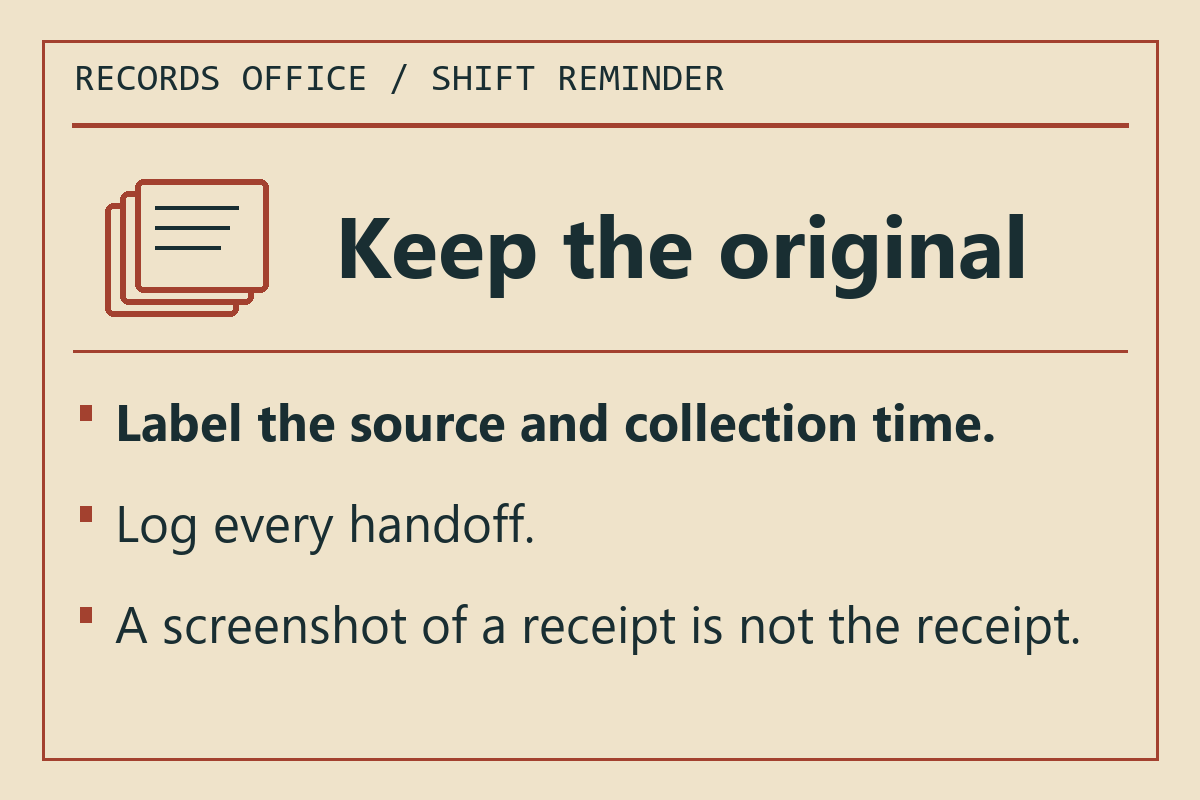 RECORDS OFFICE / SHIFT REMINDER
Keep the original
Label the source and collection time.
Log every handoff.
A screenshot of a receipt is not the receipt.